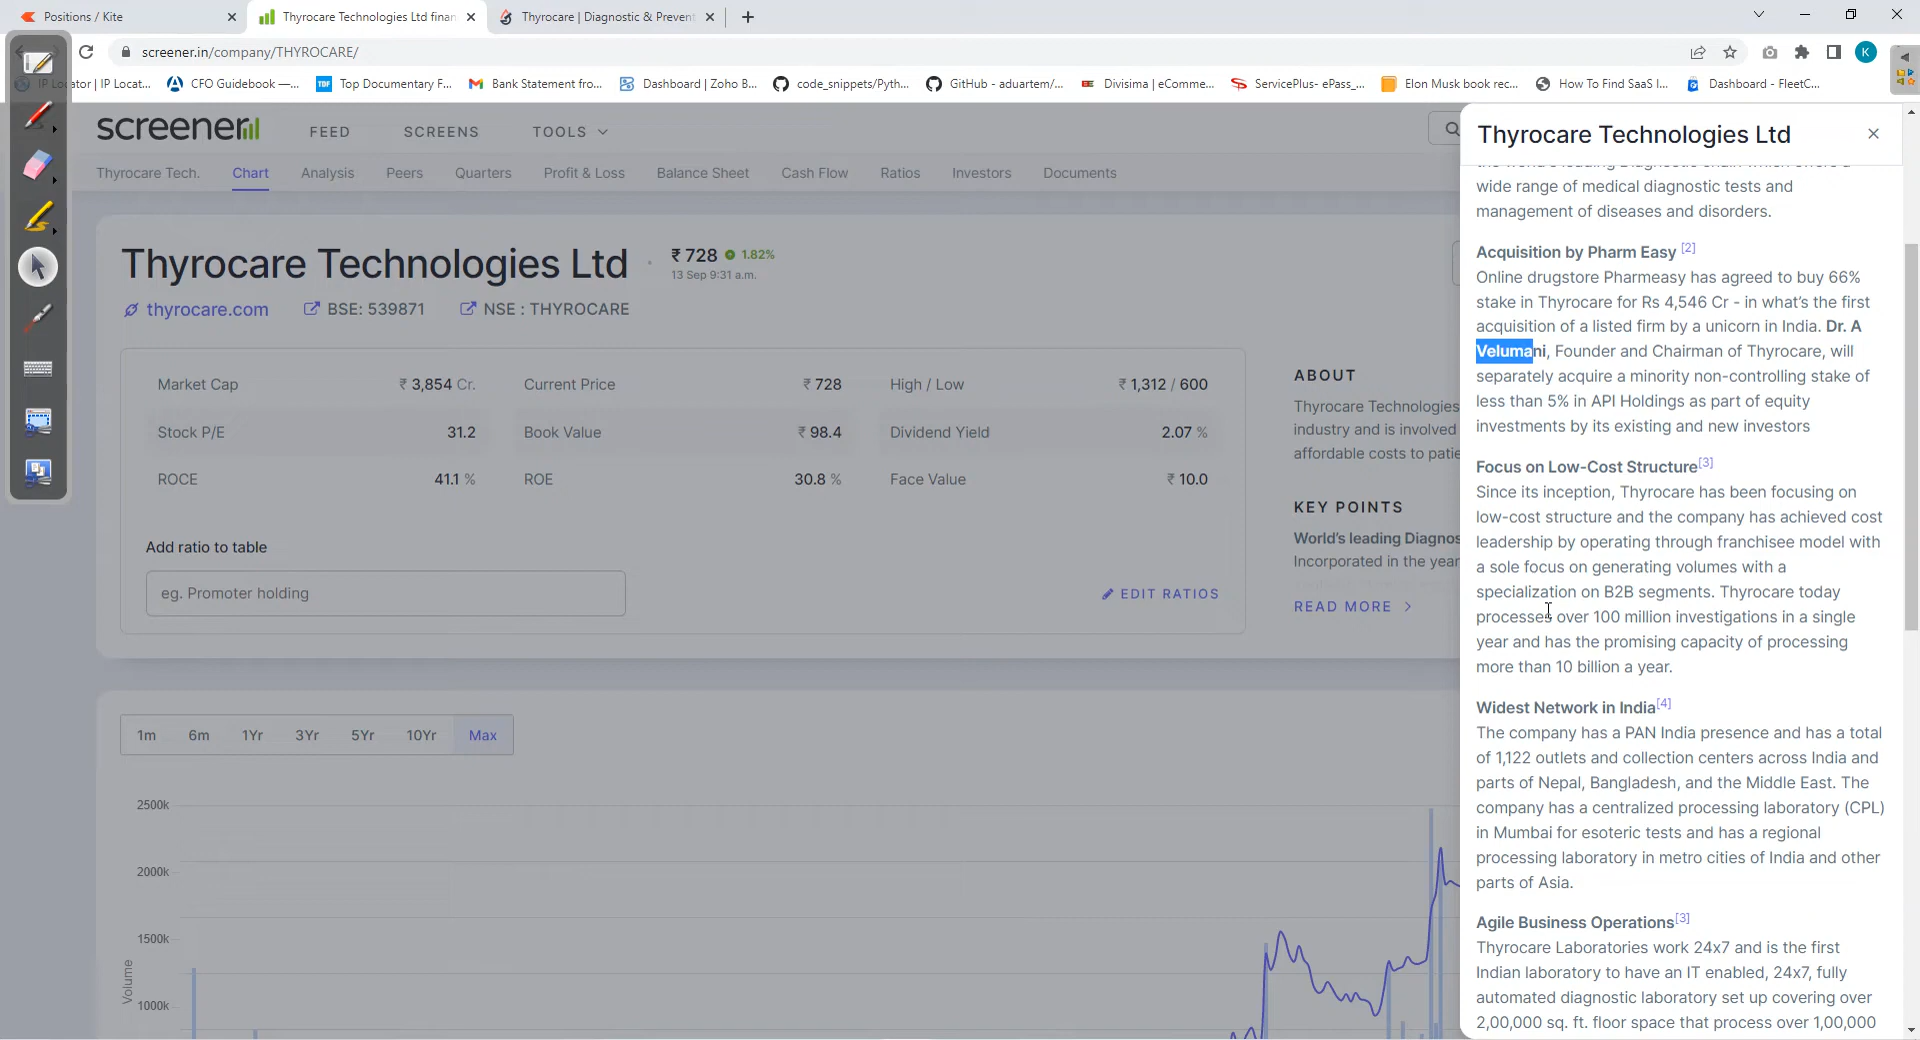 Positions / Kite
Thyrocare Technologies Ltd finan
Thyrocare | Diagnostic & Prevent
screener.in/company/THYROCARE/
K
IP Locator | IP Locat...
CFO Guidebook —...
TDF
Top Documentary F...
Bank Statement fro...
Dashboard | Zoho B...
code_snippets/Pyth...
GitHub - aduartem/...
Divisima | eComme...
ServicePlus- ePass_...
Elon Musk book rec...
How To Find SaaS I...
Dashboard - FleetC...
screener
FEED
SCREENS
TOOLS
Thyrocare Tech.
Chart
Analysis
Peers
Quarters
Profit & Loss
Balance Sheet
Cash Flow
Ratios
Investors
Documents
Thyrocare Technologies Ltd
₹ 728 1.82%
13 Sep 9:31 a.m.
thyrocare.com
BSE: 539871
NSE : THYROCARE
Market Cap ₹ 3,854 Cr.
Current Price ₹ 728
High / Low ₹ 1,312 / 600
Stock P/E 31.2
Book Value ₹ 98.4
Dividend Yield 2.07 %
ROCE 41.1 %
ROE 30.8 %
Face Value ₹ 10.0
Add ratio to table
eg. Promoter holding
EDIT RATIOS
ABOUT
Thyrocare Technologies
industry and is involved
affordable costs to patie
KEY POINTS
World's leading Diagnos
Incorporated in the year
READ MORE
1m
6m
1Yr
3Yr
5Yr
10Yr
Max
2500k
2000k
1500k
1000k
Volume
Thyrocare Technologies Ltd
the world's leading Diagnostic chain which offers a
wide range of medical diagnostic tests and
management of diseases and disorders.
Acquisition by Pharm Easy [2]
Online drugstore Pharmeasy has agreed to buy 66%
stake in Thyrocare for Rs 4,546 Cr - in what's the first
acquisition of a listed firm by a unicorn in India. Dr. A
Velumani, Founder and Chairman of Thyrocare, will
separately acquire a minority non-controlling stake of
less than 5% in API Holdings as part of equity
investments by its existing and new investors
Focus on Low-Cost Structure[3]
Since its inception, Thyrocare has been focusing on
low-cost structure and the company has achieved cost
leadership by operating through franchisee model with
a sole focus on generating volumes with a
specialization on B2B segments. Thyrocare today
processes over 100 million investigations in a single
year and has the promising capacity of processing
more than 10 billion a year.
Widest Network in India[4]
The company has a PAN India presence and has a total
of 1,122 outlets and collection centers across India and
parts of Nepal, Bangladesh, and the Middle East. The
company has a centralized processing laboratory (CPL)
in Mumbai for esoteric tests and has a regional
processing laboratory in metro cities of India and other
parts of Asia.
Agile Business Operations[3]
Thyrocare Laboratories work 24x7 and is the first
Indian laboratory to have an IT enabled, 24x7, fully
automated diagnostic laboratory set up covering over
2,00,000 sq. ft. floor space that process over 1,00,000